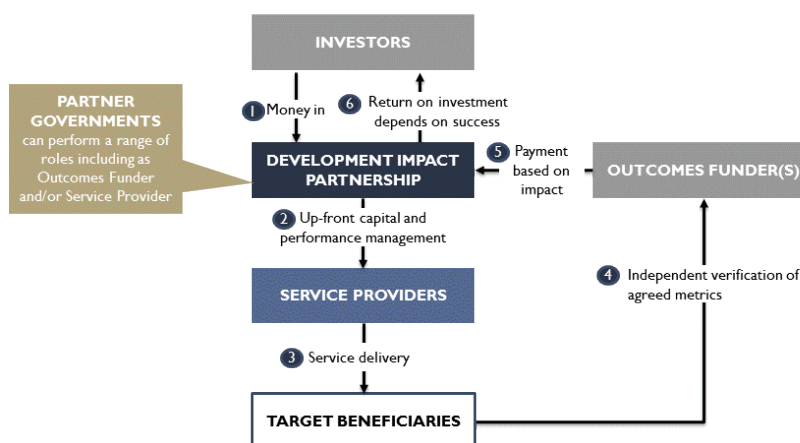 INVESTORS
PARTNER
GOVERNMENTS
can perform a range of
roles including as
Outcomes Funder
and/or Service Provider
1 Money in
6 Return on investment
depends on success
DEVELOPMENT IMPACT
PARTNERSHIP
5 Payment
based on
impact
OUTCOMES FUNDER(S)
2 Up-front capital and
performance management
SERVICE PROVIDERS
4 Independent verification of
agreed metrics
3 Service delivery
TARGET BENEFICIARIES